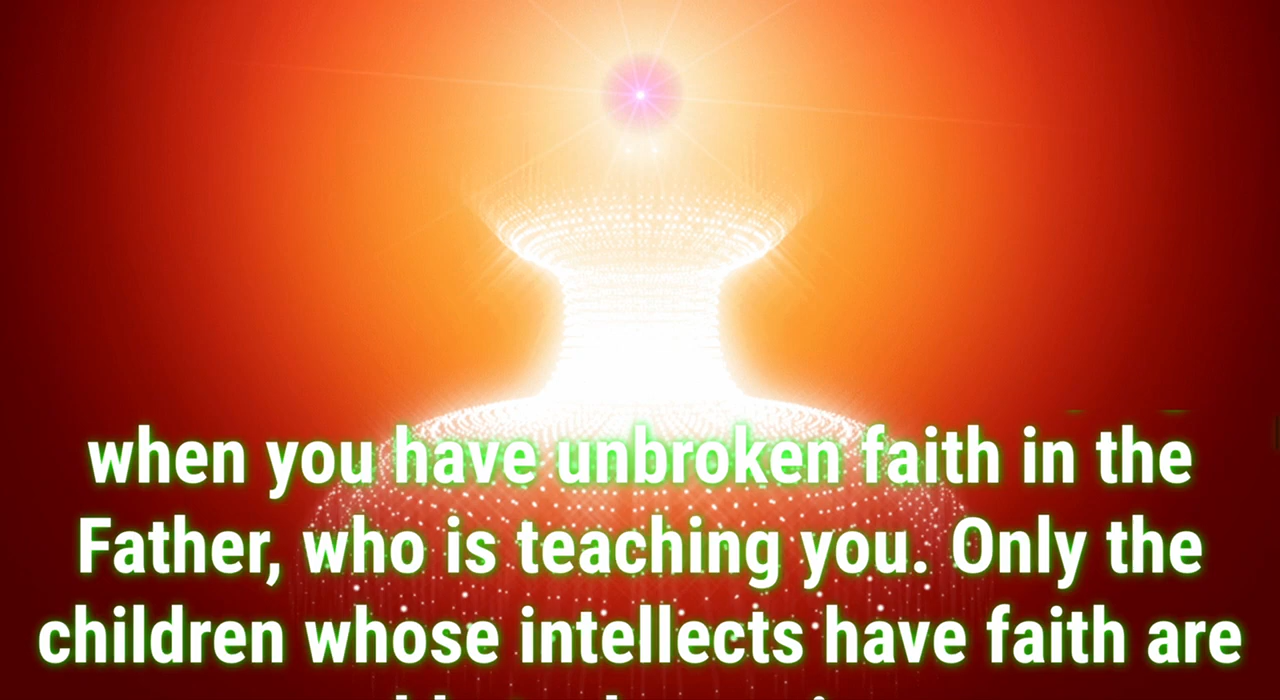 when you have unbroken faith in the
Father, who is teaching you. Only the
children whose intellects have faith are